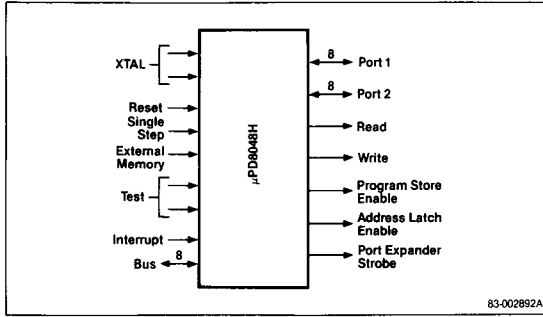 XTAL
Reset
Single
Step
External
Memory
Test
Interrupt
Bus
8
μPD8048H
8
Port 1
8
Port 2
Read
Write
Program Store
Enable
Address Latch
Enable
Port Expander
Strobe
83-002892A